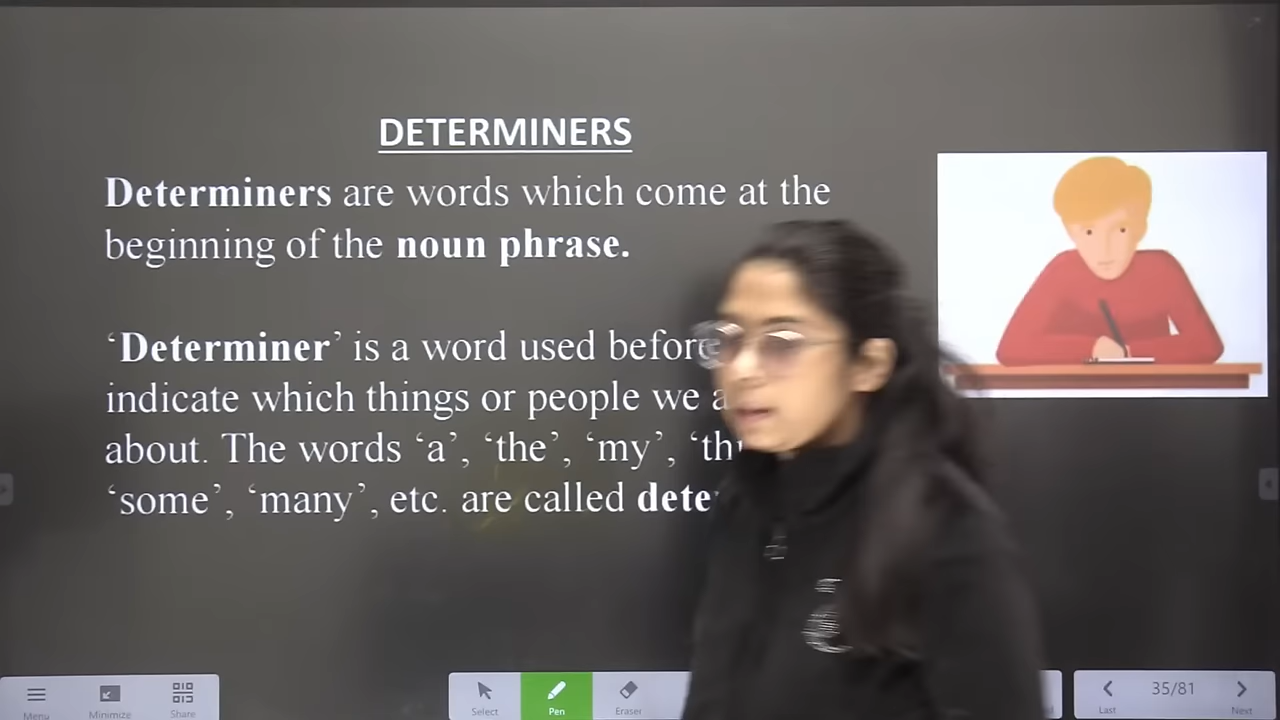 DETERMINERS
Determiners are words which come at the
beginning of the noun phrase.
‘Determiner’ is a word used
indicate which things or people we
about. The words ‘a’, ‘the’, ‘my’,
‘some’, ‘many’, etc. are called
Menu
Minimize
Share
Select
Pen
Eraser
Last
35/81
Next